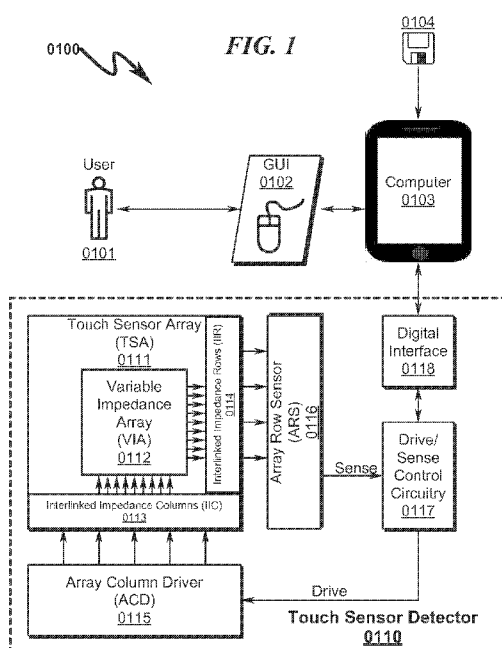 FIG. 1
0100
0104
User
0101
GUI
0102
Computer
0103
Touch Sensor Array
(TSA)
0111
Variable
Impedance
Array
(VIA)
0112
Interlinked Impedance Rows (IIR)
0114
Interlinked Impedance Columns (IIC)
0113
Array Row Sensor
(ARS)
0116
Sense
Digital
Interface
0118
Drive/
Sense
Control
Circuitry
0117
Array Column Driver
(ACD)
0115
Drive
Touch Sensor Detector
0110